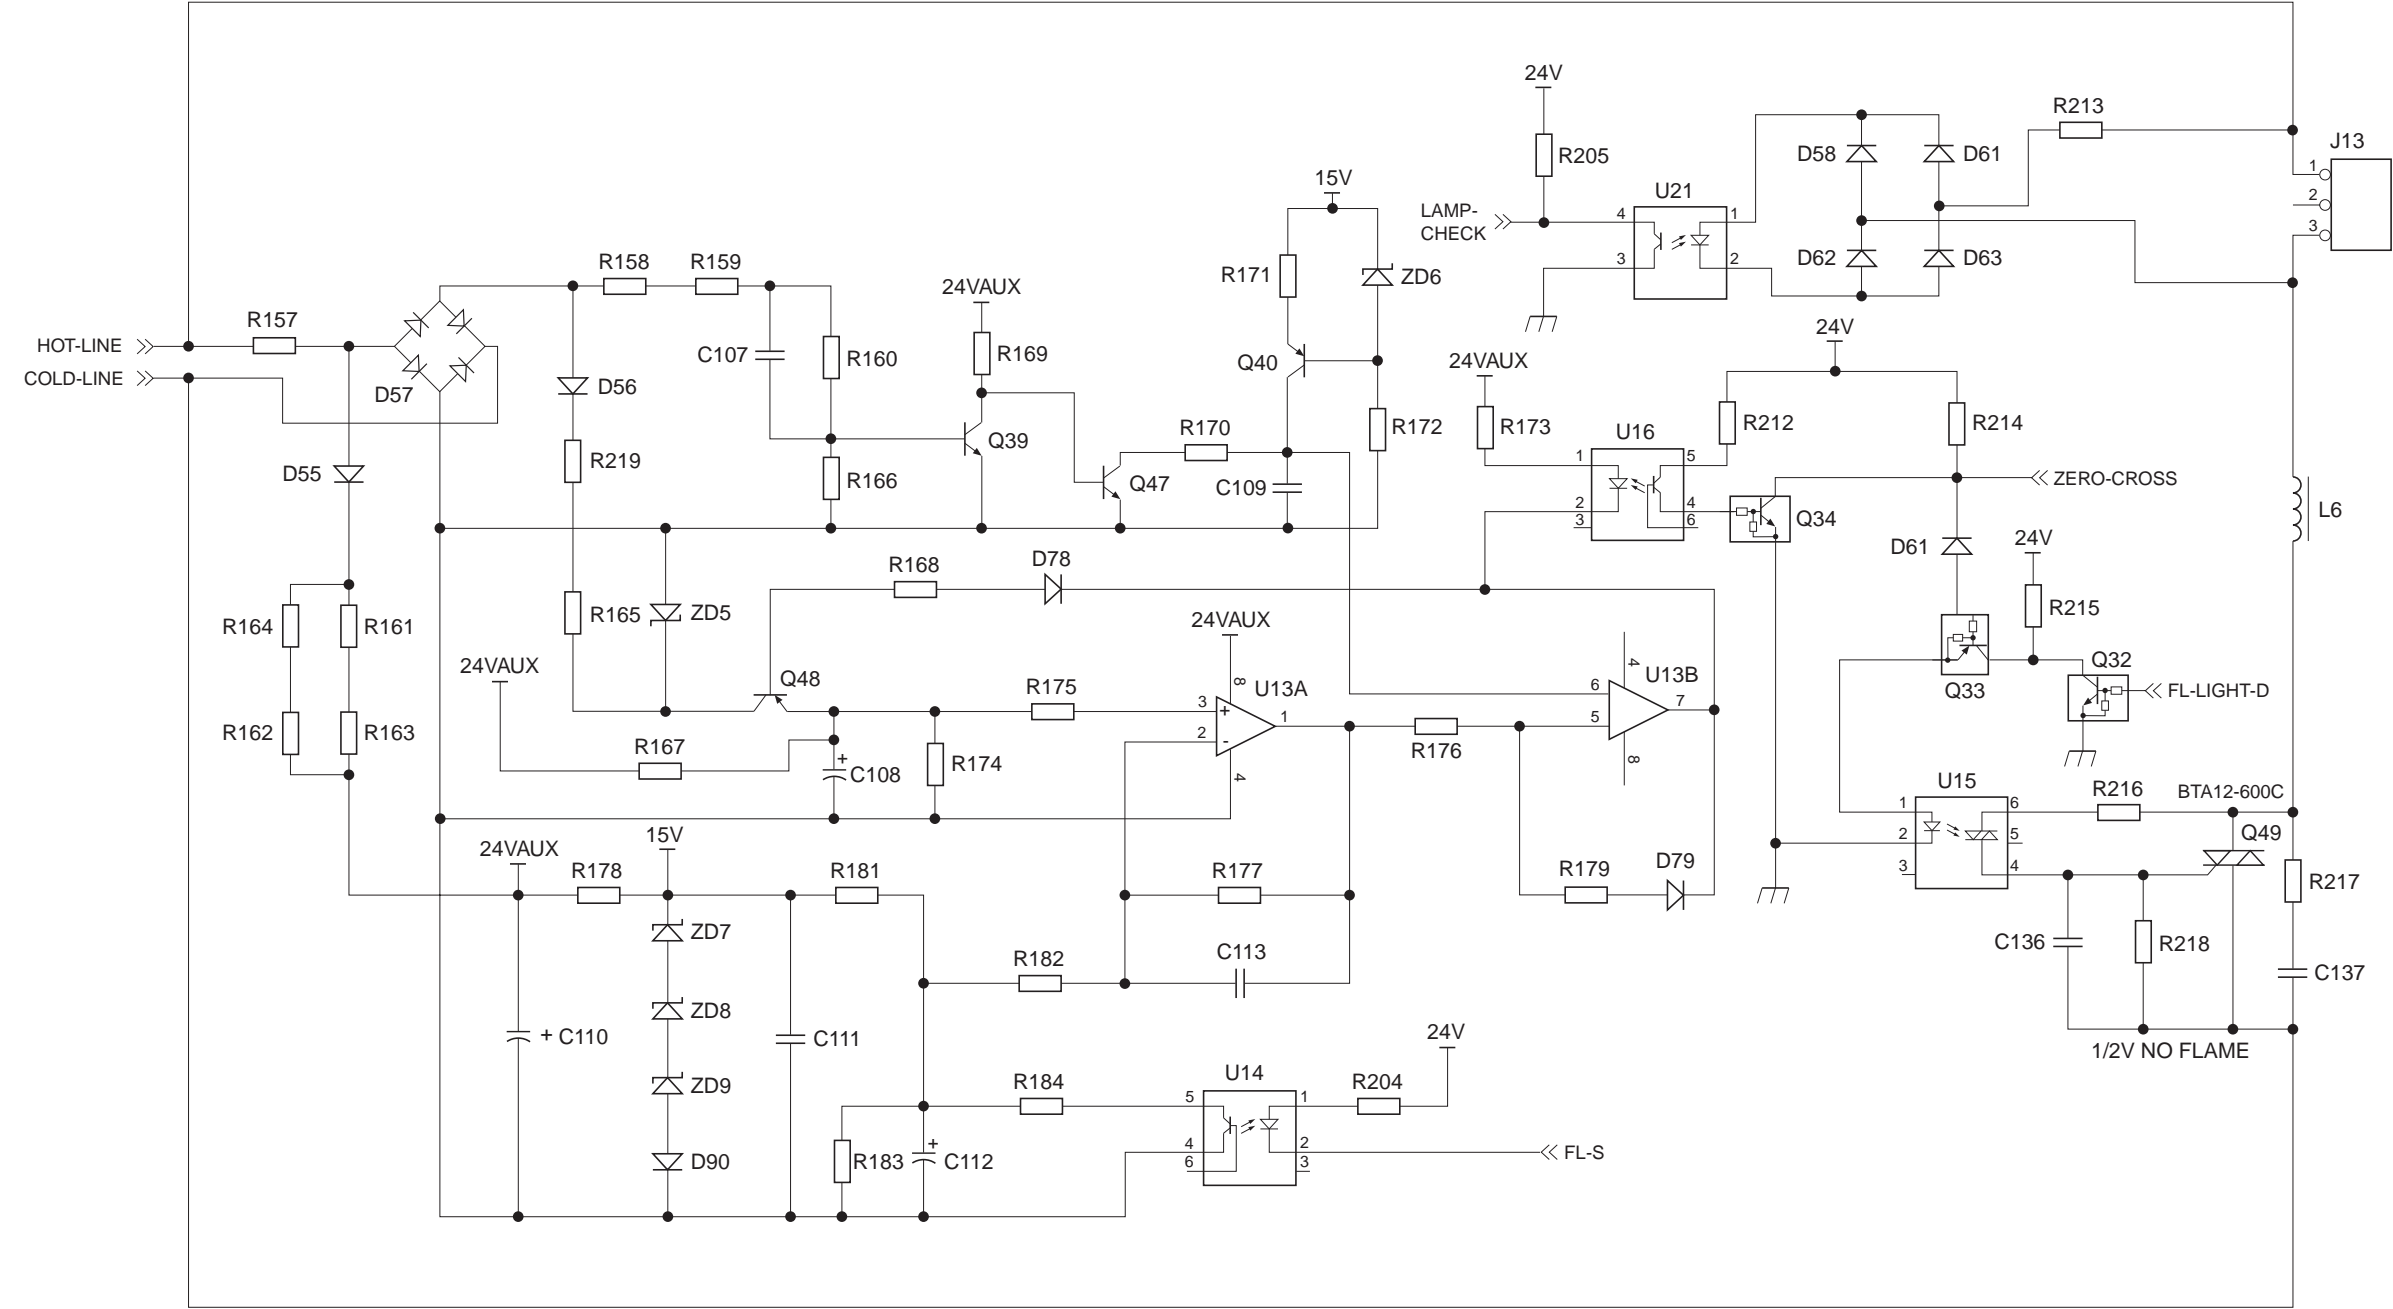 24V
R213
J13
R205
D58
D61
1
15V
U21
LAMP-
CHECK
4
1
2
3
R158
R159
R171
ZD6
3
2
D62
D63
24VAUX
R157
24V
HOT-LINE
C107
R160
R169
Q40
24VAUX
COLD-LINE
D57
D56
R170
R172
R173
U16
R212
R214
Q39
D55
R219
R166
Q47
C109
1
5
ZERO-CROSS
2
4
3
6
Q34
L6
D61
24V
R168
D78
R164
R161
R165
ZD5
24VAUX
R215
24VAUX
Q48
8
4
U13B
Q32
R175
U13A
6
7
Q33
FL-LIGHT-D
R162
R163
3
+
1
5
R167
2
-
R176
+
C108
R174
4
8
U15
R216
BTA12-600C
24VAUX
15V
1
6
Q49
2
5
R178
R181
R177
R179
D79
3
4
R217
ZD7
C136
R218
R182
C113
C137
ZD8
+ C110
C111
24V
1/2V NO FLAME
ZD9
R184
U14
R204
5
1
+
D90
R183
C112
4
2
6
3
FL-S